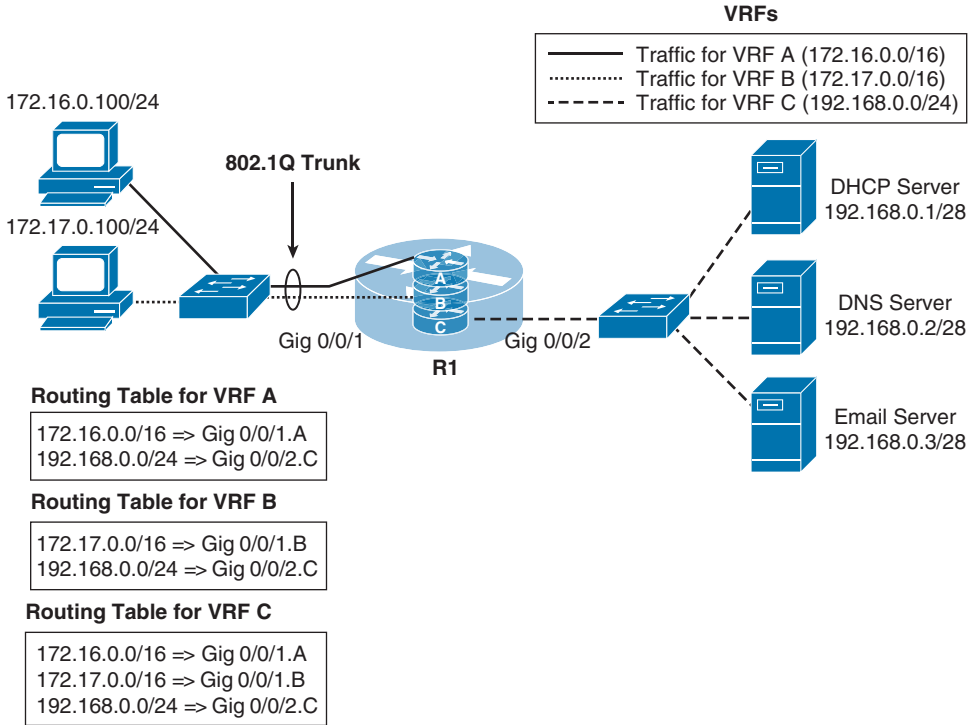 VRFs
Traffic for VRF A (172.16.0.0/16)
Traffic for VRF B (172.17.0.0/16)
Traffic for VRF C (192.168.0.0/24)
172.16.0.100/24
802.1Q Trunk
172.17.0.100/24
A
B
C
Gig 0/0/1
R1
Gig 0/0/2
DHCP Server
192.168.0.1/28
DNS Server
192.168.0.2/28
Email Server
192.168.0.3/28
Routing Table for VRF A
172.16.0.0/16 => Gig 0/0/1.A
192.168.0.0/24 => Gig 0/0/2.C
Routing Table for VRF B
172.17.0.0/16 => Gig 0/0/1.B
192.168.0.0/24 => Gig 0/0/2.C
Routing Table for VRF C
172.16.0.0/16 => Gig 0/0/1.A
172.17.0.0/16 => Gig 0/0/1.B
192.168.0.0/24 => Gig 0/0/2.C